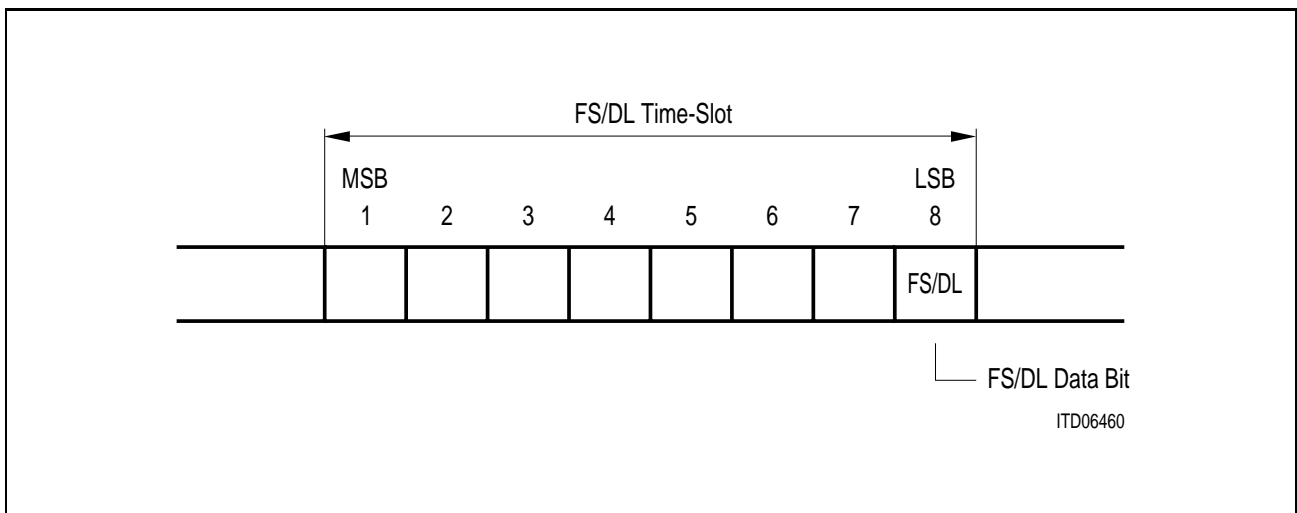 FS/DL Time-Slot
MSB LSB
1 2 3 4 5 6 7 8
FS/DL
FS/DL Data Bit
ITD06460